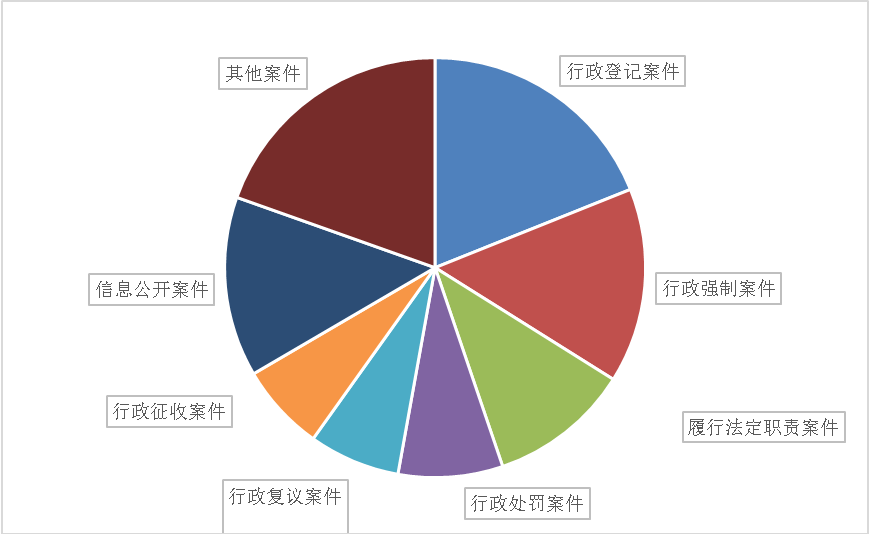 其他案件
行政登记案件
信息公开案件
行政强制案件
行政征收案件
履行法定职责案件
行政复议案件
行政处罚案件